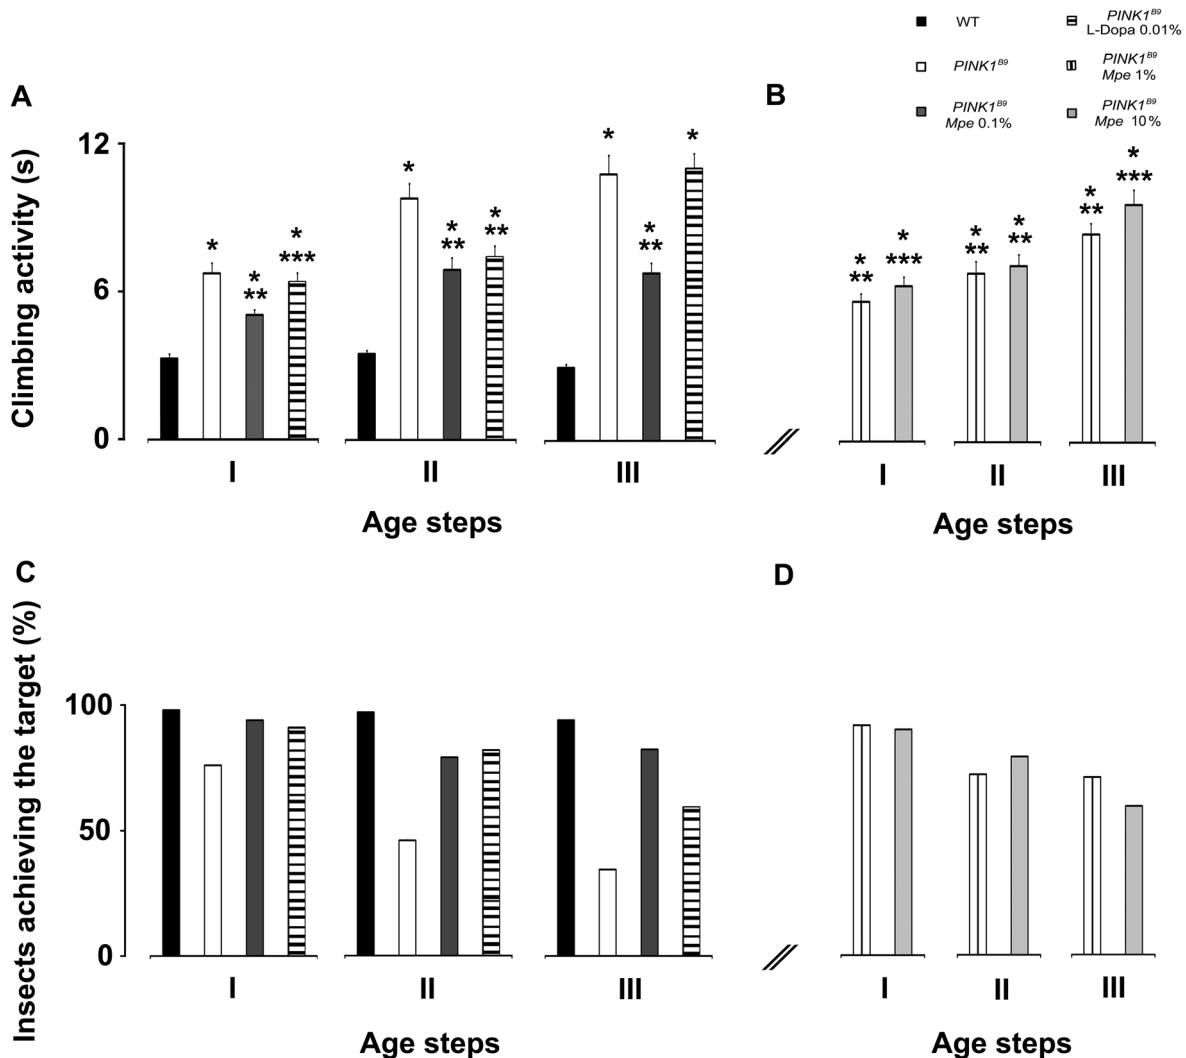 WT
PINK1ᴮ⁹
L-Dopa 0.01%
PINK1ᴮ⁹
PINK1ᴮ⁹
Mpe 1%
PINK1ᴮ⁹
Mpe 0.1%
PINK1ᴮ⁹
Mpe 10%
A
Climbing activity (s)
12
6
0
*
*
**
*
***
*
*
**
*
**
*
*
**
*
I
II
III
Age steps
B
*
**
*
***
*
**
*
**
*
**
*
***
I
II
III
Age steps
C
Insects achieving the target (%)
100
50
0
I
II
III
Age steps
D
I
II
III
Age steps